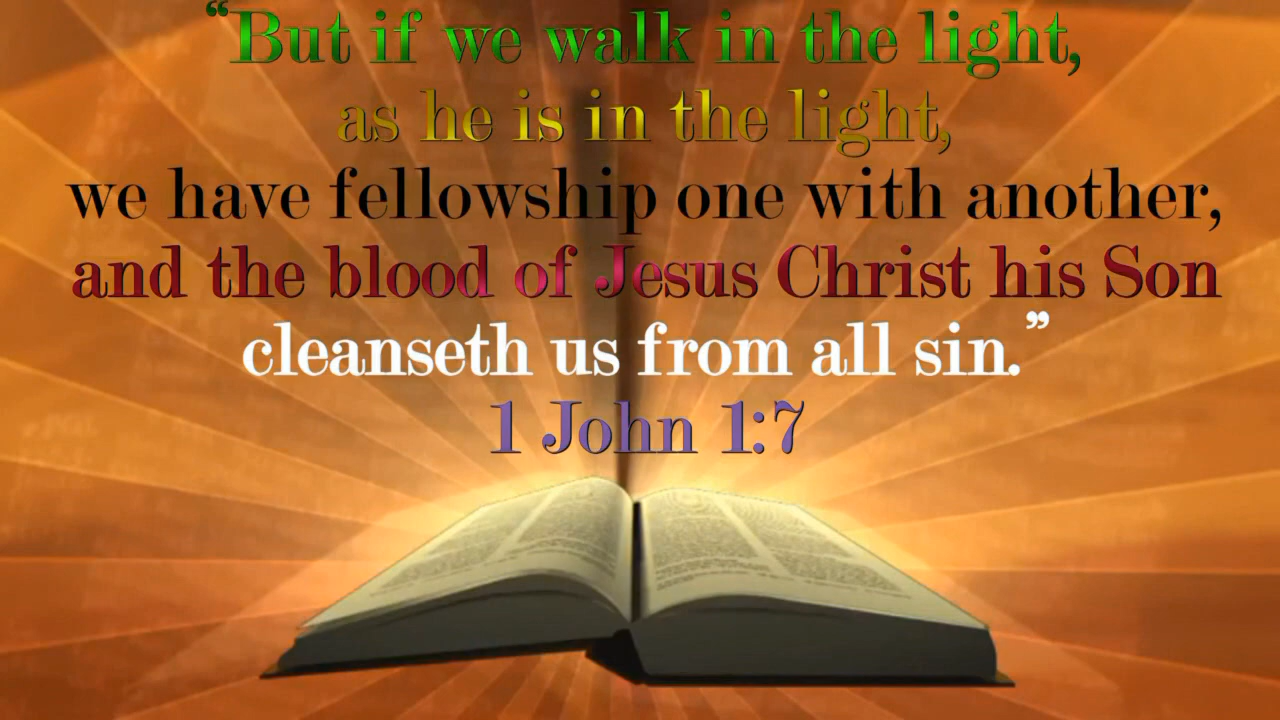 “But if we walk in the light,
as he is in the light,
we have fellowship one with another,
and the blood of Jesus Christ his Son
cleanseth us from all sin.”
1 John 1:7